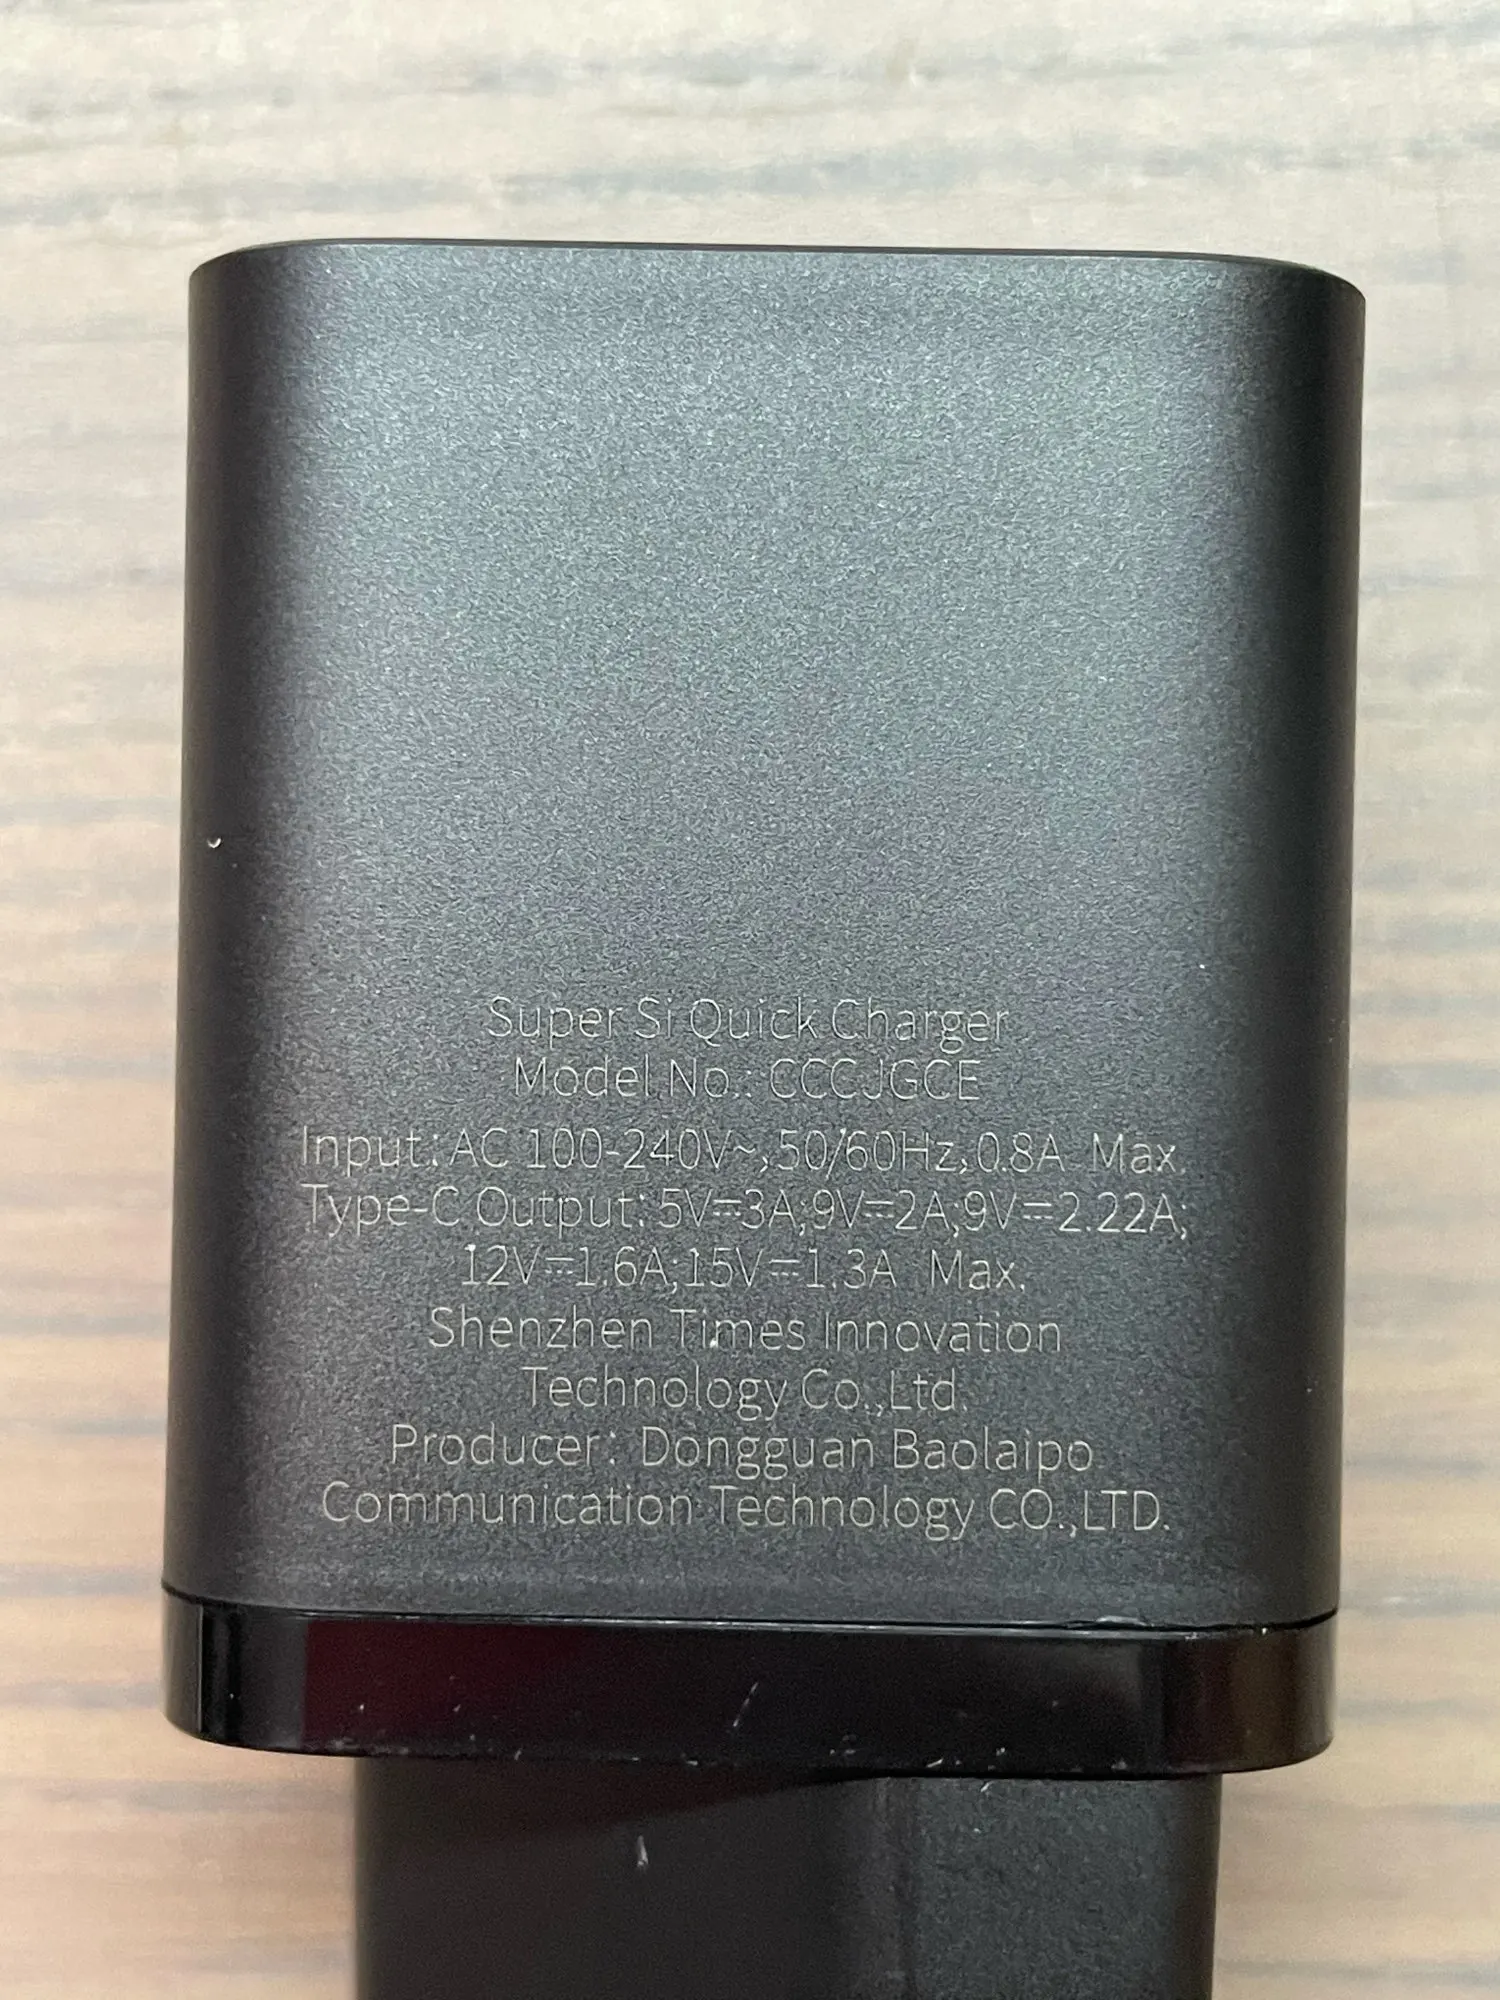 Super Si Quick Charger
Model No.: CCCJGCE
Input: AC 100-240V~,50/60Hz,0.8A Max.
Type-C Output: 5V⎓3A;9V⎓2A;9V⎓2.22A;
12V⎓1.6A;15V⎓1.3A Max.
Shenzhen Times Innovation
Technology Co.,Ltd.
Producer: Dongguan Baolaipo
Communication Technology CO.,LTD.